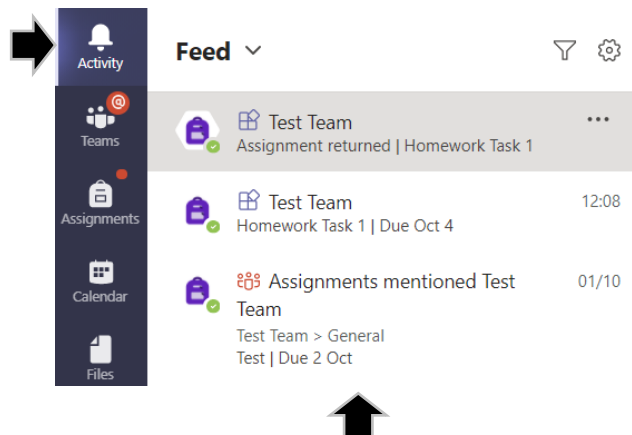 Activity
Teams
Assignments
Calendar
Files
Feed
Test Team
Assignment returned | Homework Task 1
Test Team 12:08
Homework Task 1 | Due Oct 4
Assignments mentioned Test 01/10
Team
Test Team > General
Test | Due 2 Oct